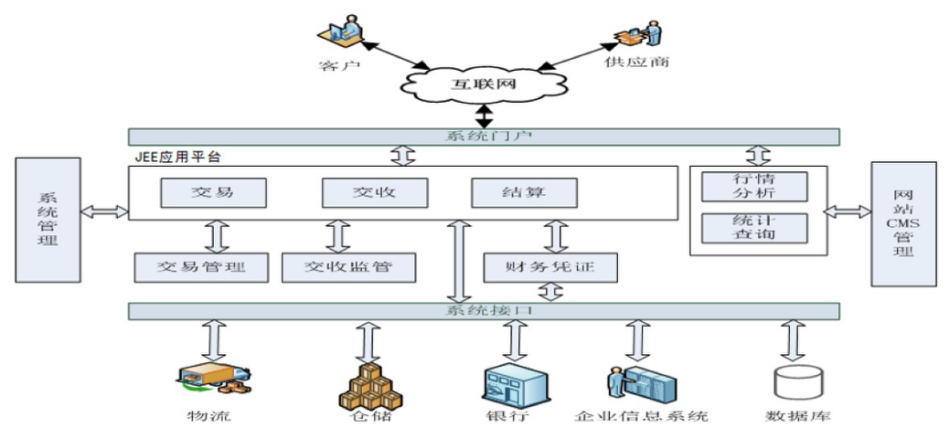 客户
供应商
互联网
系统门户
JEE应用平台
系统管理
交易
交收
结算
行情
分析
统计
查询
网站CMS管理
交易管理
交收监管
财务凭证
系统接口
物流
仓储
银行
企业信息系统
数据库